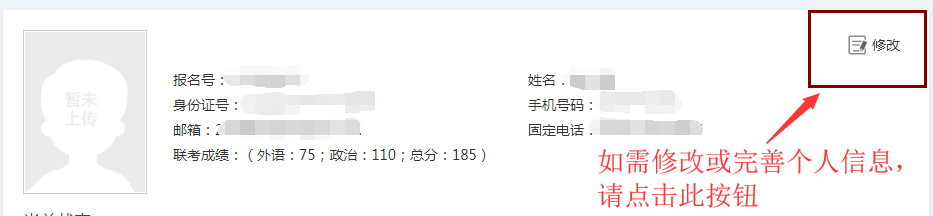 修改
暂未
上传
报名号：
姓名：
身份证号：
手机号码：
邮箱：2
固定电话：
联考成绩：（外语：75；政治：110；总分：185）
如需修改或完善个人信息，
请点击此按钮